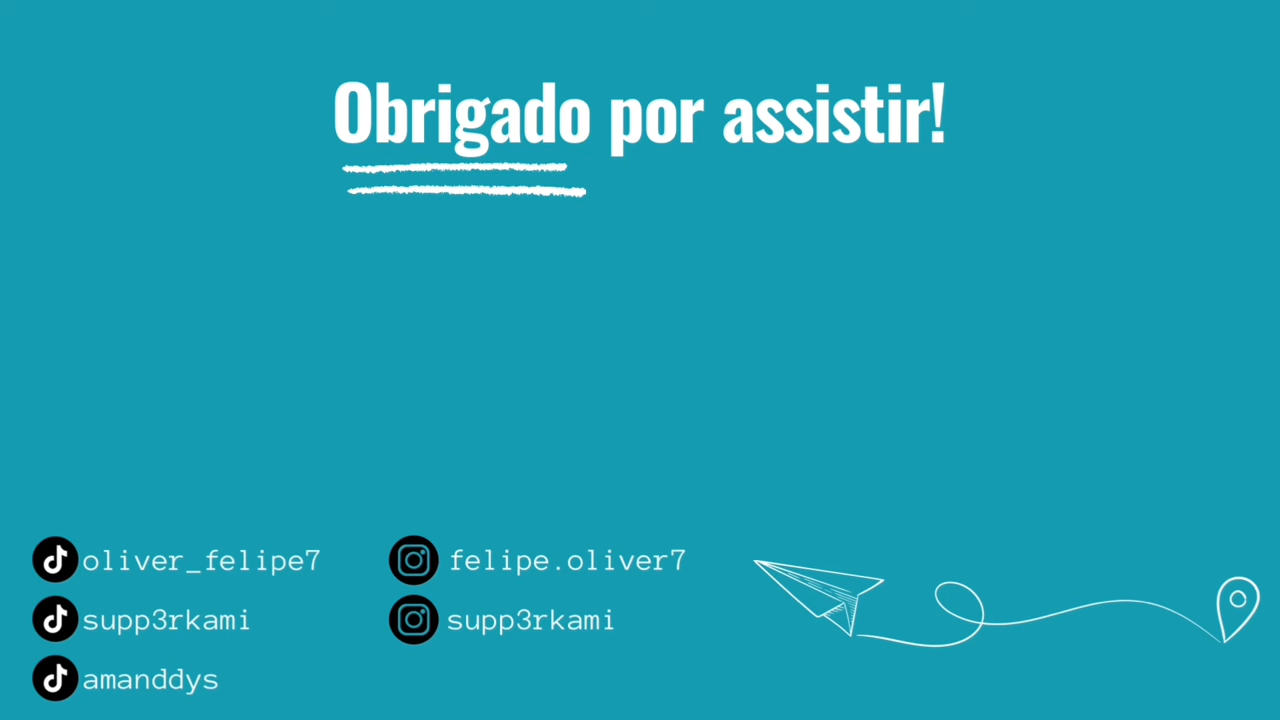 Obrigado por assistir!
oliver_felipe7
felipe.oliver7
supp3rkami
supp3rkami
amanddys